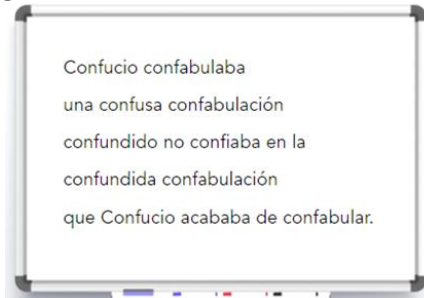 Confucio confabulaba
una confusa confabulación
confundido no confiaba en la
confundida confabulación
que Confucio acababa de confabular.